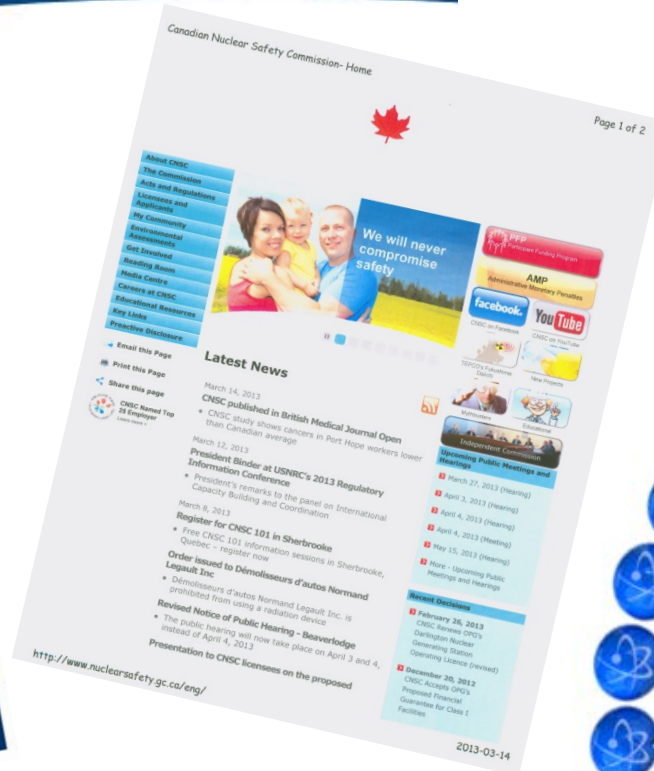 Canadian Nuclear Safety Commission- Home
Page 1 of 2
About CNSC
The Commission
Acts and Regulations
Licensees and
Applicants
My Community
Environmental
Assessments
Get Involved
Reading Room
Media Centre
Careers at CNSC
Educational Resources
Key Links
Proactive Disclosure
Email this Page
Print this Page
Share this page
CNSC Named Top
25 Employer
Learn more >
We will never
compromise
safety
PFP
Participant Funding Program
AMP
Administrative Monetary Penalties
facebook.
CNSC on Facebook
YouTube
CNSC on YouTube
TEPCO's Fukushima
Daiichi
New Projects
Mythbusters
Educational
Independent Commission
Latest News
March 14, 2013
CNSC published in British Medical Journal Open
• CNSC study shows cancers in Port Hope workers lower
than Canadian average
March 12, 2013
President Binder at USNRC's 2013 Regulatory
Information Conference
• President's remarks to the panel on International
Capacity Building and Coordination
March 8, 2013
Register for CNSC 101 in Sherbrooke
• Free CNSC 101 information sessions in Sherbrooke,
Quebec – register now
Order issued to Démolisseurs d'autos Normand
Legault Inc
• Démolisseurs d'autos Normand Legault Inc. is
prohibited from using a radiation device
Revised Notice of Public Hearing - Beaverlodge
• The public hearing will now take place on April 3 and 4,
instead of April 4, 2013
Presentation to CNSC licensees on the proposed
Upcoming Public Meetings and
Hearings
March 27, 2013 (Hearing)
April 3, 2013 (Hearing)
April 4, 2013 (Hearing)
April 4, 2013 (Meeting)
May 15, 2013 (Hearing)
More - Upcoming Public
Meetings and Hearings
Recent Decisions
February 26, 2013
CNSC Renews OPG's
Darlington Nuclear
Generating Station
Operating Licence (revised)
December 20, 2012
CNSC Accepts OPG's
Proposed Financial
Guarantee for Class I
Facilities
http://www.nuclearsafety.gc.ca/eng/
2013-03-14